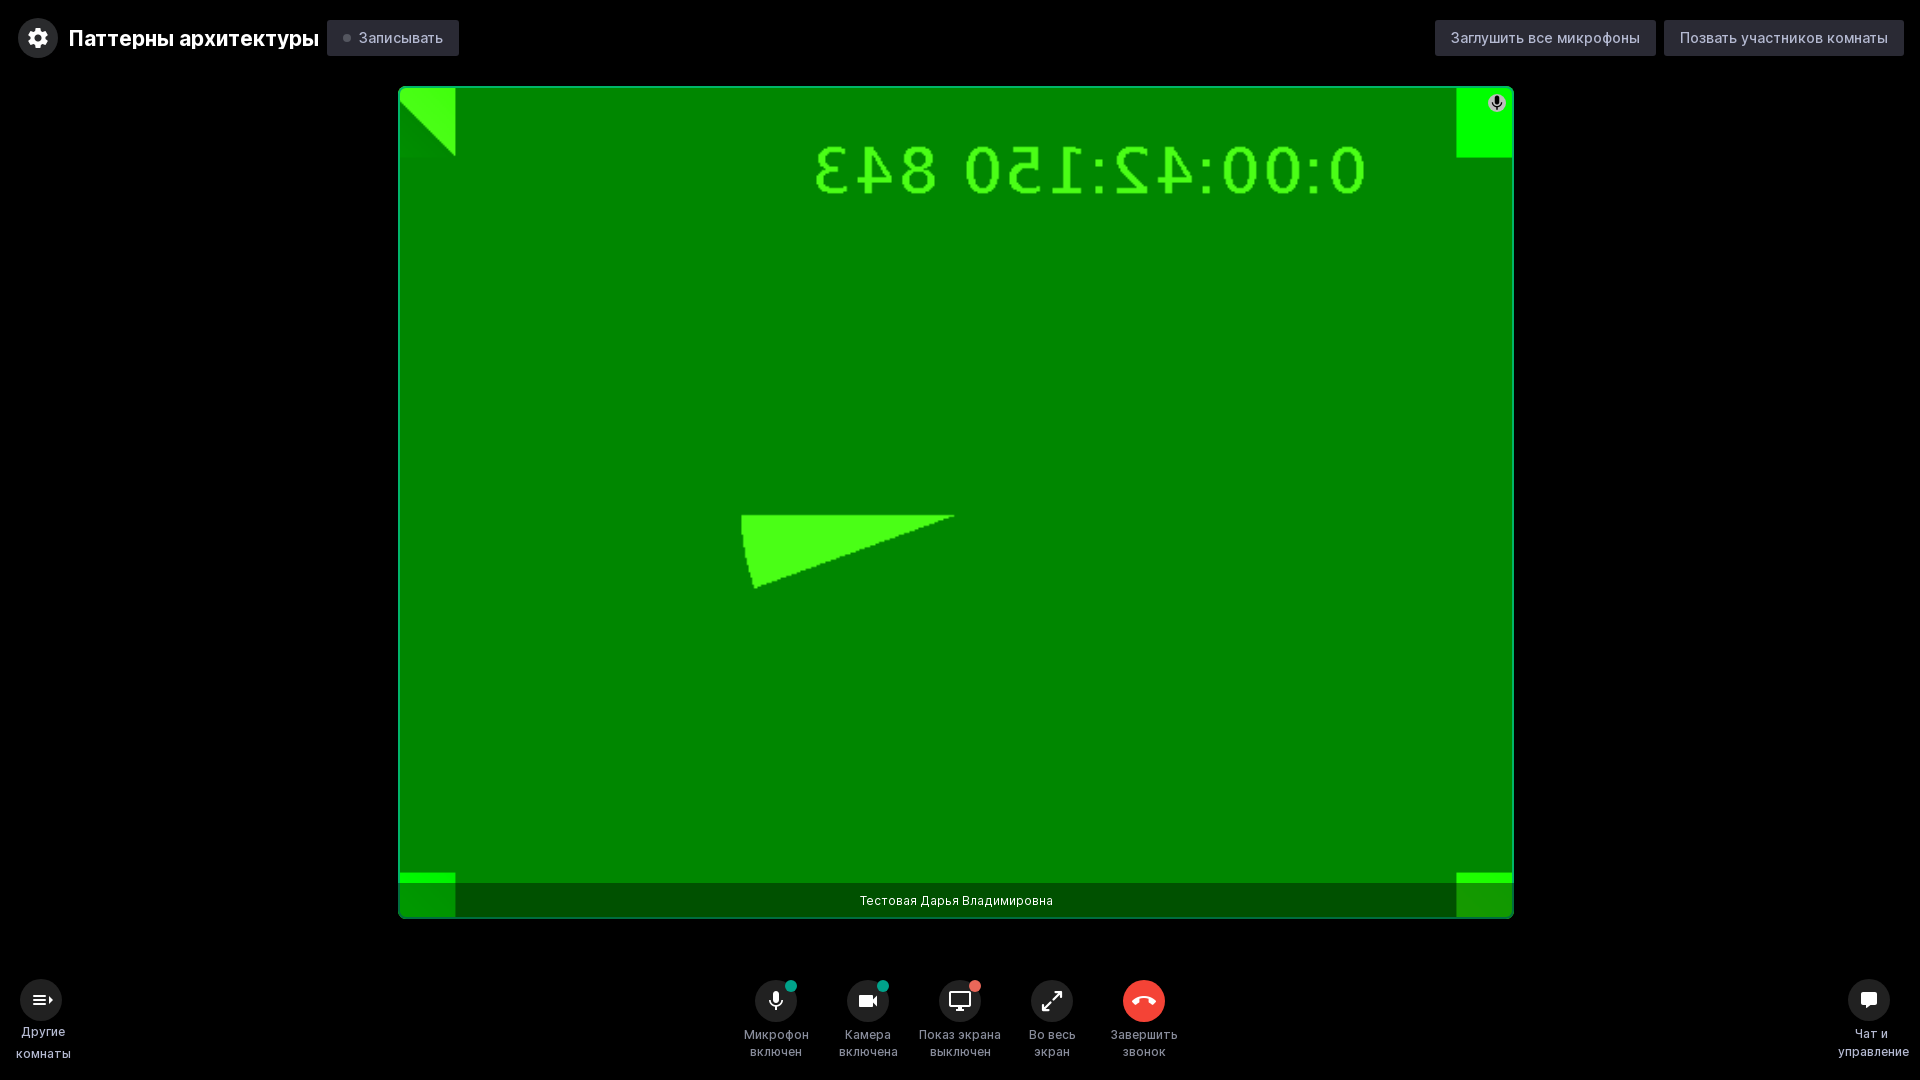 Паттерны архитектуры
Записывать
Заглушить все микрофоны
Позвать участников комнаты
0:00:42:150 843
Тестовая Дарья Владимировна
Другие
комнаты
Микрофон
включен
Камера
включена
Показ экрана
выключен
Во весь
экран
Завершить
звонок
Чат и
управление